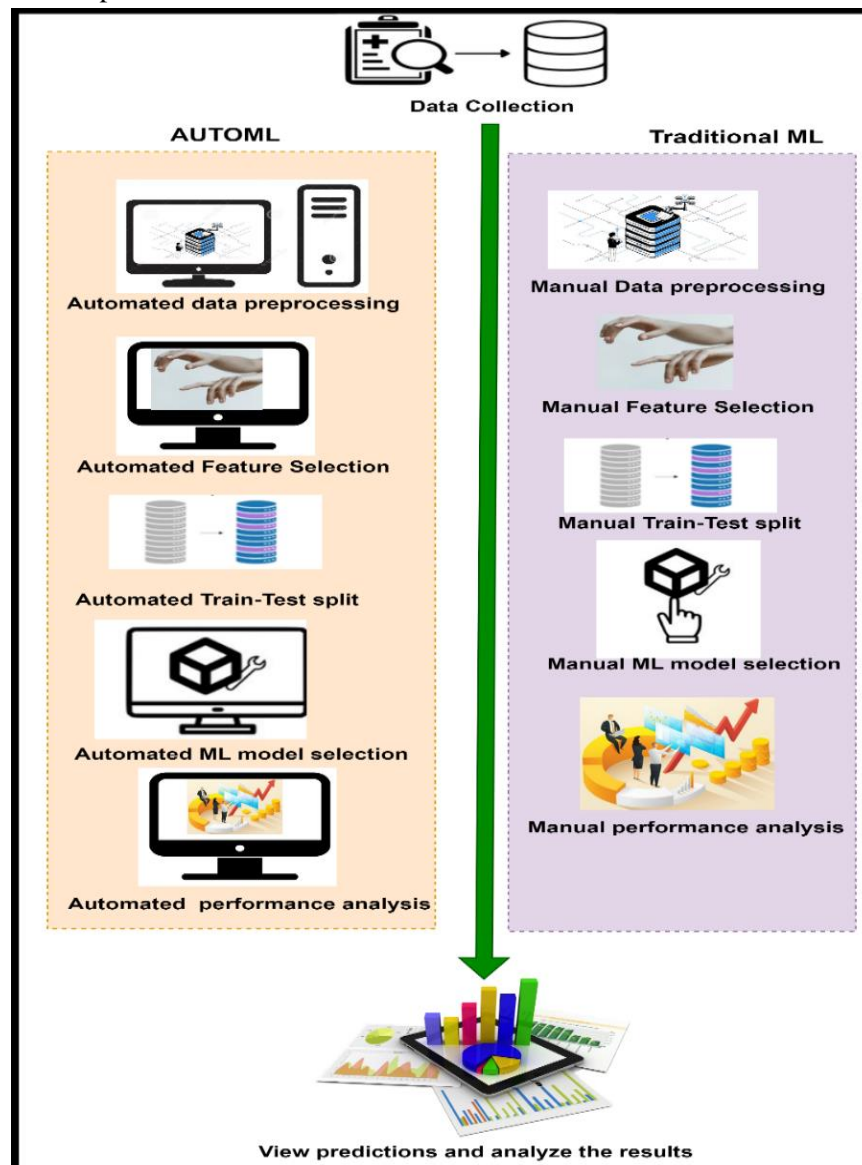 Data Collection
AUTOML
Automated data preprocessing
Automated Feature Selection
Automated Train-Test split
Automated ML model selection
Automated performance analysis
Traditional ML
Manual Data preprocessing
Manual Feature Selection
Manual Train-Test split
Manual ML model selection
Manual performance analysis
View predictions and analyze the results